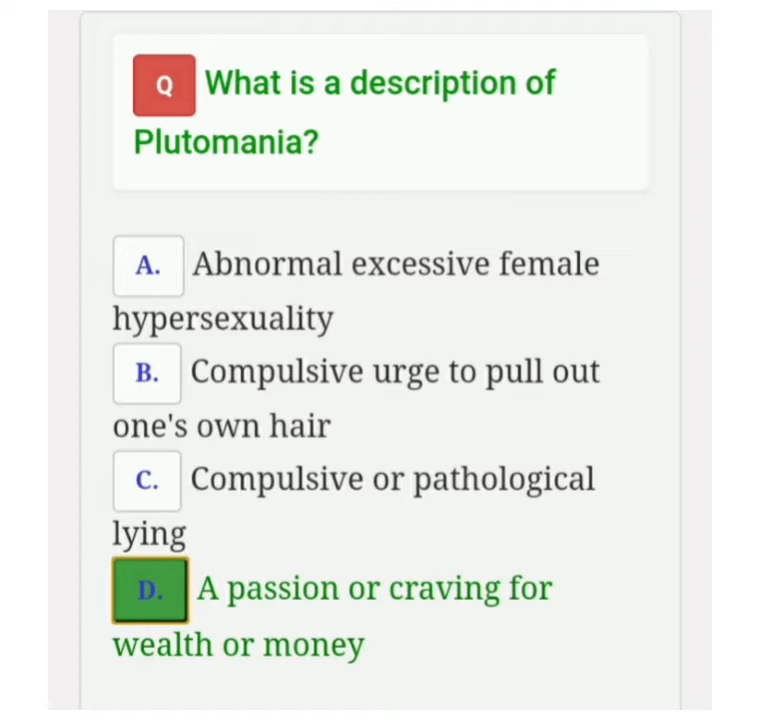 Q What is a description of
Plutomania?
A. Abnormal excessive female
hypersexuality
B. Compulsive urge to pull out
one's own hair
C. Compulsive or pathological
lying
D. A passion or craving for
wealth or money